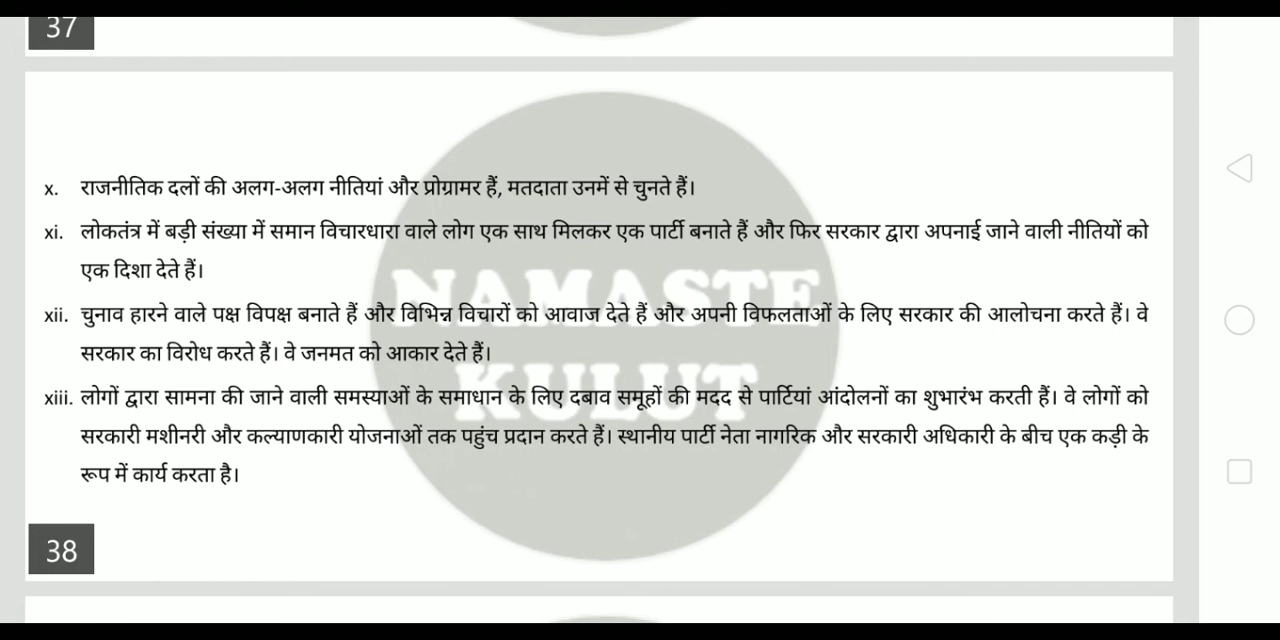 37
x. राजनीतिक दलों की अलग-अलग नीतियां और प्रोग्रामर हैं, मतदाता उनमें से चुनते हैं।
xi. लोकतंत्र में बड़ी संख्या में समान विचारधारा वाले लोग एक साथ मिलकर एक पार्टी बनाते हैं और फिर सरकार द्वारा अपनाई जाने वाली नीतियों को
एक दिशा देते हैं।
NAMASTE
xii. चुनाव हारने वाले पक्ष विपक्ष बनाते हैं और विभिन्न विचारों को आवाज देते हैं और अपनी विफलताओं के लिए सरकार की आलोचना करते हैं। वे
सरकार का विरोध करते हैं। वे जनमत को आकार देते हैं।
KULUT
xiii. लोगों द्वारा सामना की जाने वाली समस्याओं के समाधान के लिए दबाव समूहों की मदद से पार्टियां आंदोलनों का शुभारंभ करती हैं। वे लोगों को
सरकारी मशीनरी और कल्याणकारी योजनाओं तक पहुंच प्रदान करते हैं। स्थानीय पार्टी नेता नागरिक और सरकारी अधिकारी के बीच एक कड़ी के
रूप में कार्य करता है।
38